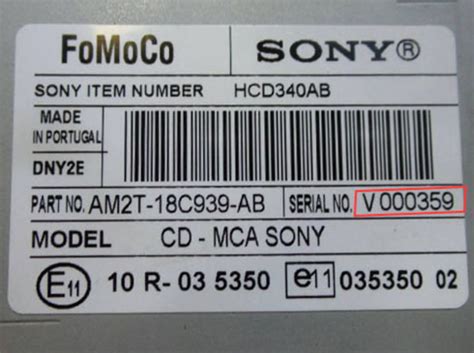 FoMoCo SONY®
SONY ITEM NUMBER HCD340AB
MADE
IN PORTUGAL
DNY2E
PART NO. AM2T-18C939-AB SERIAL NO. V 000359
MODEL CD - MCA SONY
E11 10 R- 03 5350 e11 035350 02